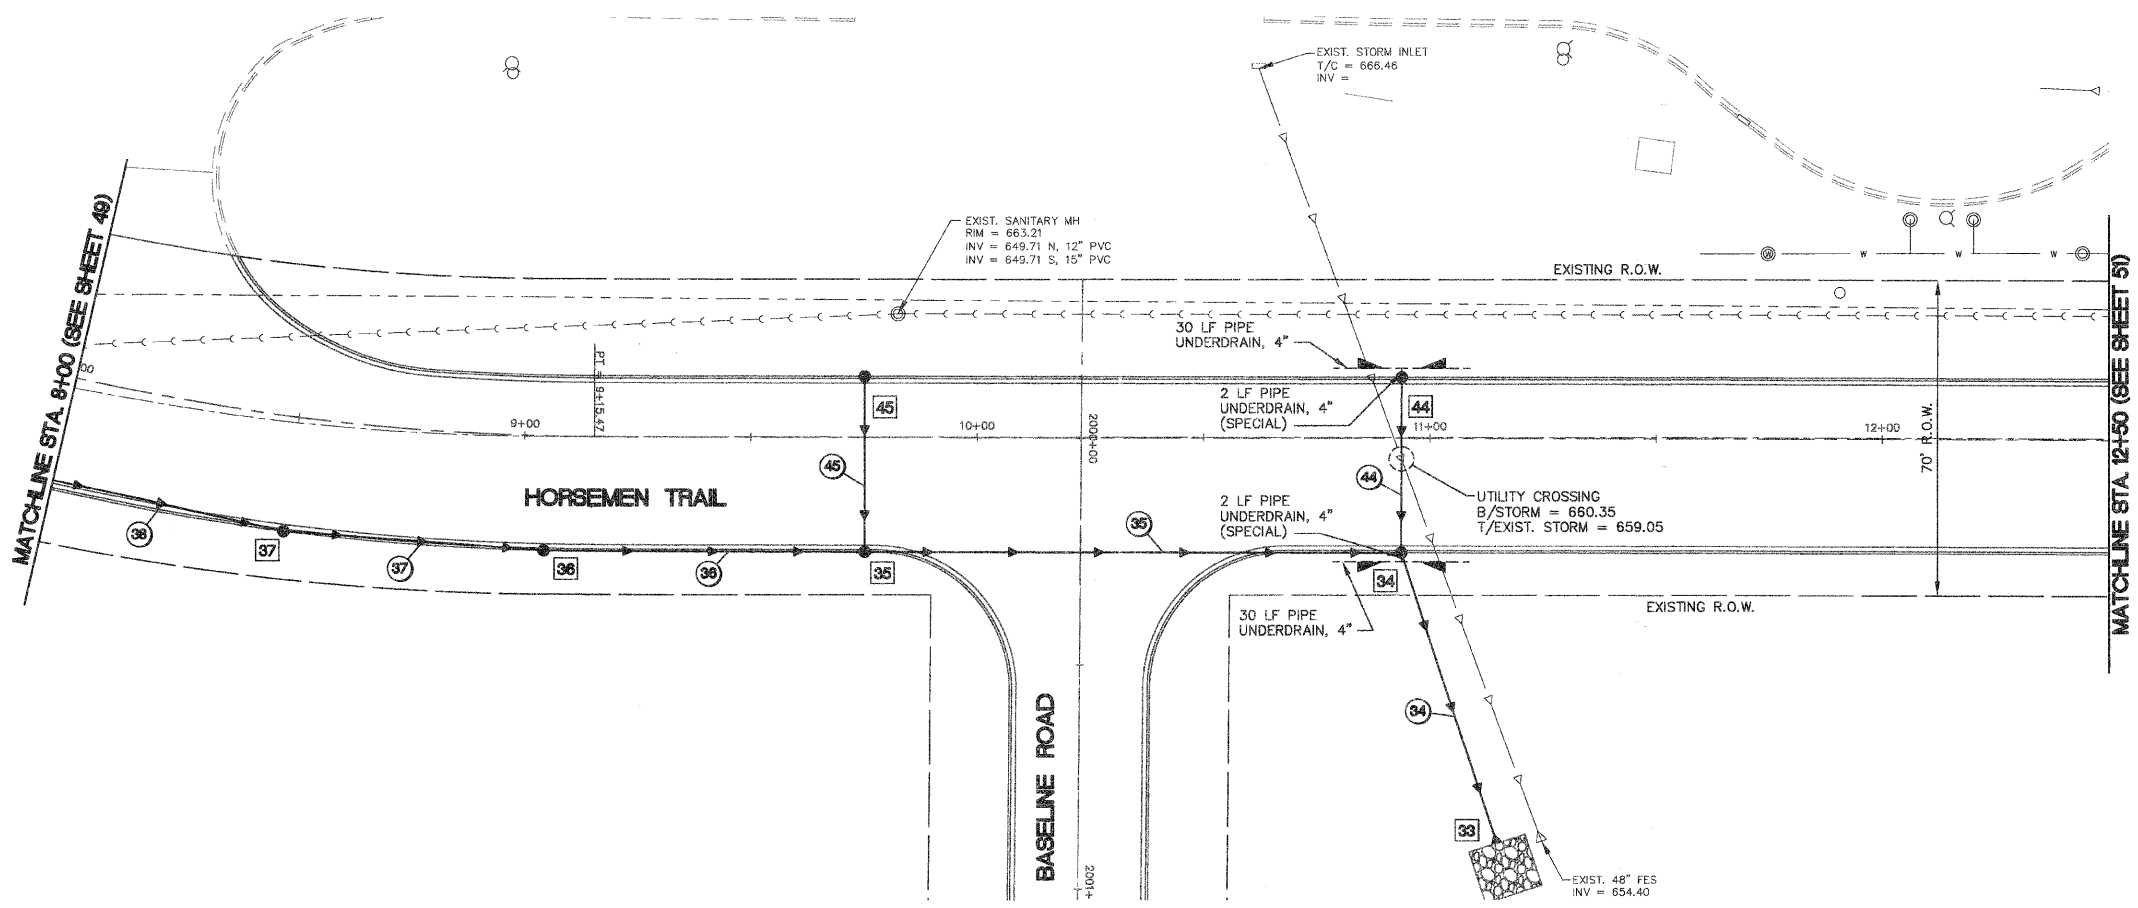 EXIST. STORM INLET
T/C = 666.46
INV =
EXIST. SANITARY MH
RIM = 663.21
INV = 649.71 N, 12" PVC
INV = 649.71 S, 15" PVC
MATCHLINE STA. 8+00 (SEE SHEET 49)
EXISTING R.O.W.
W
W
W
W
30 LF PIPE
UNDERDRAIN, 4"
00
PT = 9+15.47
9+00
45
10+00
2000+00
2 LF PIPE
UNDERDRAIN, 4"
(SPECIAL)
44
11+00
12+00
70' R.O.W.
MATCHLINE STA. 12+50 (SEE SHEET 51)
45
44
HORSEMEN TRAIL
2 LF PIPE
UNDERDRAIN, 4"
(SPECIAL)
UTILITY CROSSING
B/STORM = 660.35
T/EXIST. STORM = 659.05
38
37
37
36
36
35
35
34
30 LF PIPE
UNDERDRAIN, 4"
EXISTING R.O.W.
BASELINE ROAD
34
33
2001+
EXIST. 48" FES
INV = 654.40